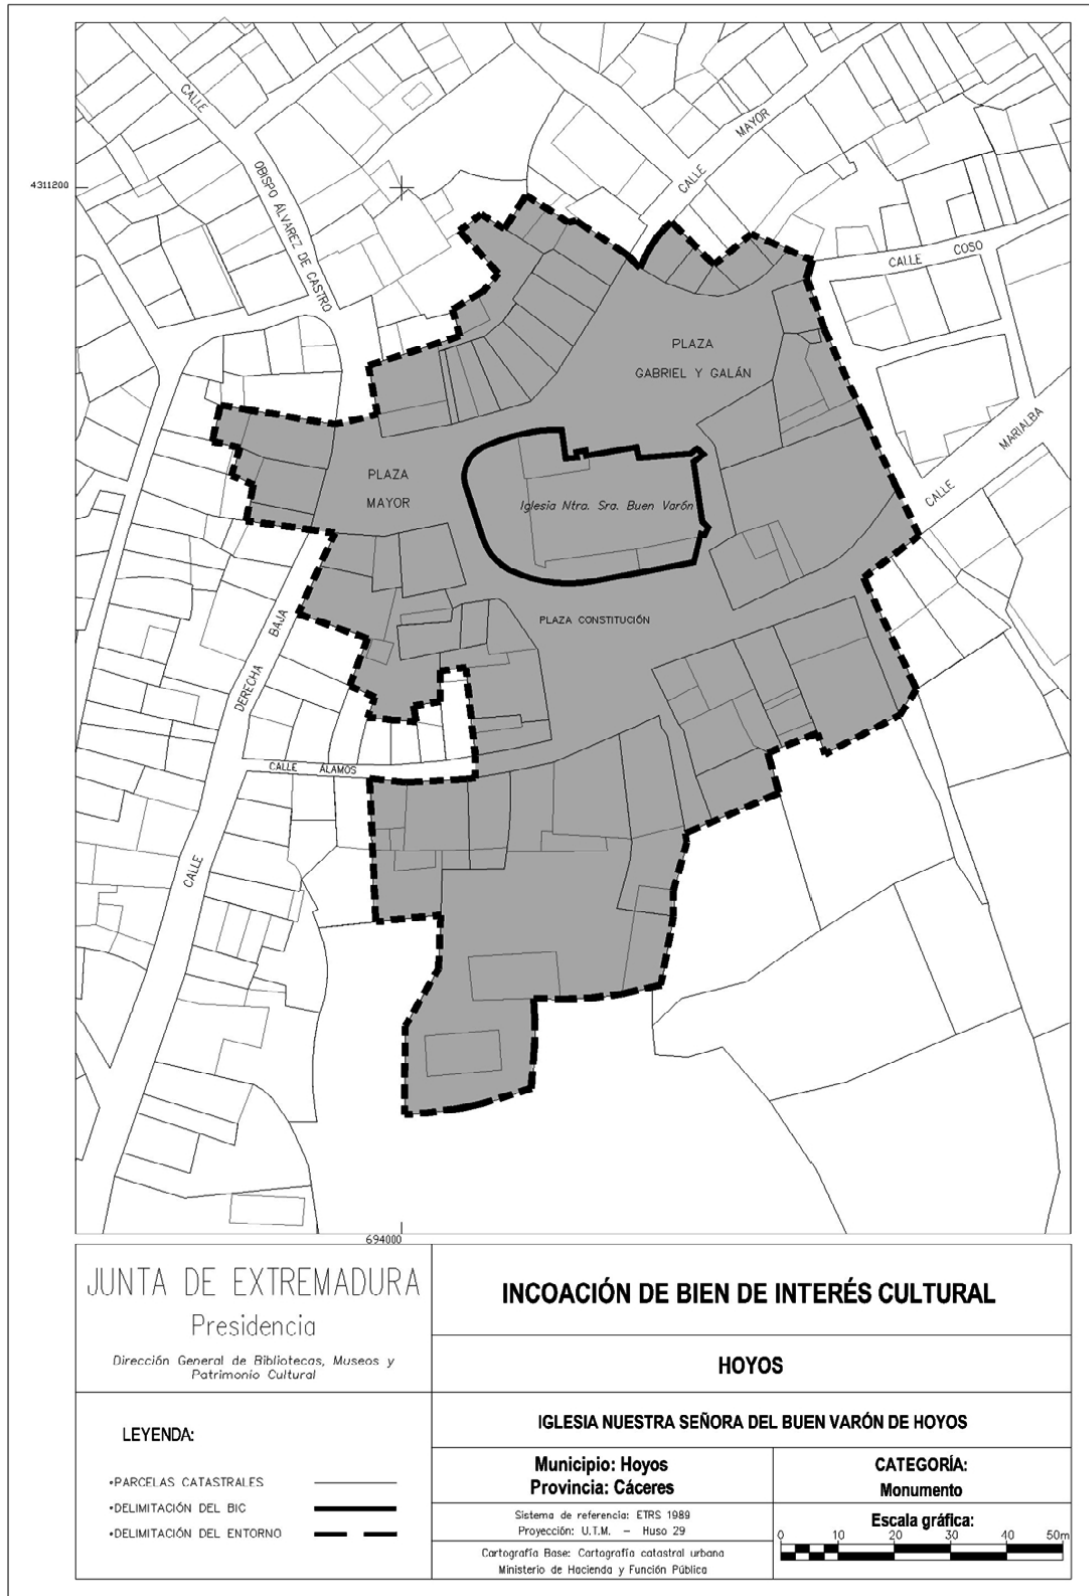 4311200
CALLE
OBISPO ÁLVAREZ DE CASTRO
CALLE MAYOR
CALLE COSO
CALLE MARIALBA
PLAZA
GABRIEL Y GALÁN
PLAZA
MAYOR
Iglesia Ntra. Sra. Buen Varón
PLAZA CONSTITUCIÓN
CALLE DERECHA BAJA
CALLE ÁLAMOS
694000
JUNTA DE EXTREMADURA
Presidencia
Dirección General de Bibliotecas, Museos y
Patrimonio Cultural
INCOACIÓN DE BIEN DE INTERÉS CULTURAL
HOYOS
IGLESIA NUESTRA SEÑORA DEL BUEN VARÓN DE HOYOS
LEYENDA:
•PARCELAS CATASTRALES
•DELIMITACIÓN DEL BIC
•DELIMITACIÓN DEL ENTORNO
Municipio: Hoyos
Provincia: Cáceres
Sistema de referencia: ETRS 1989
Proyección: U.T.M. – Huso 29
Cartografía Base: Cartografía catastral urbana
Ministerio de Hacienda y Función Pública
CATEGORÍA:
Monumento
Escala gráfica:
0 10 20 30 40 50m